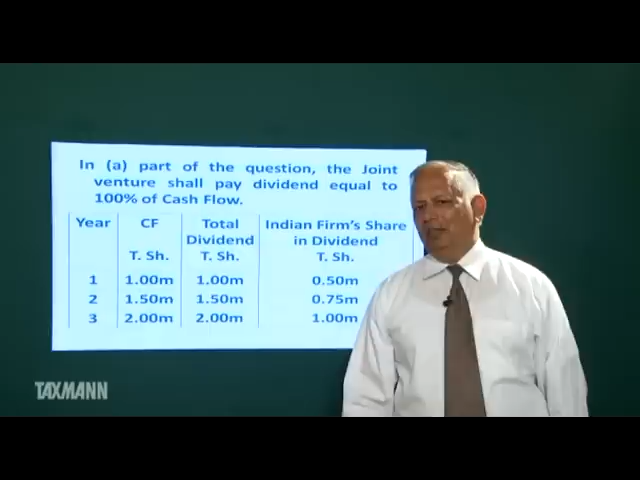 In (a) part of the question, the Joint
venture shall pay dividend equal to
100% of Cash Flow.
Year CF Total Indian Firm's Share
Dividend in Dividend
T. Sh. T. Sh. T. Sh.
1 1.00m 1.00m 0.50m
2 1.50m 1.50m 0.75m
3 2.00m 2.00m 1.00m
TAXMANN